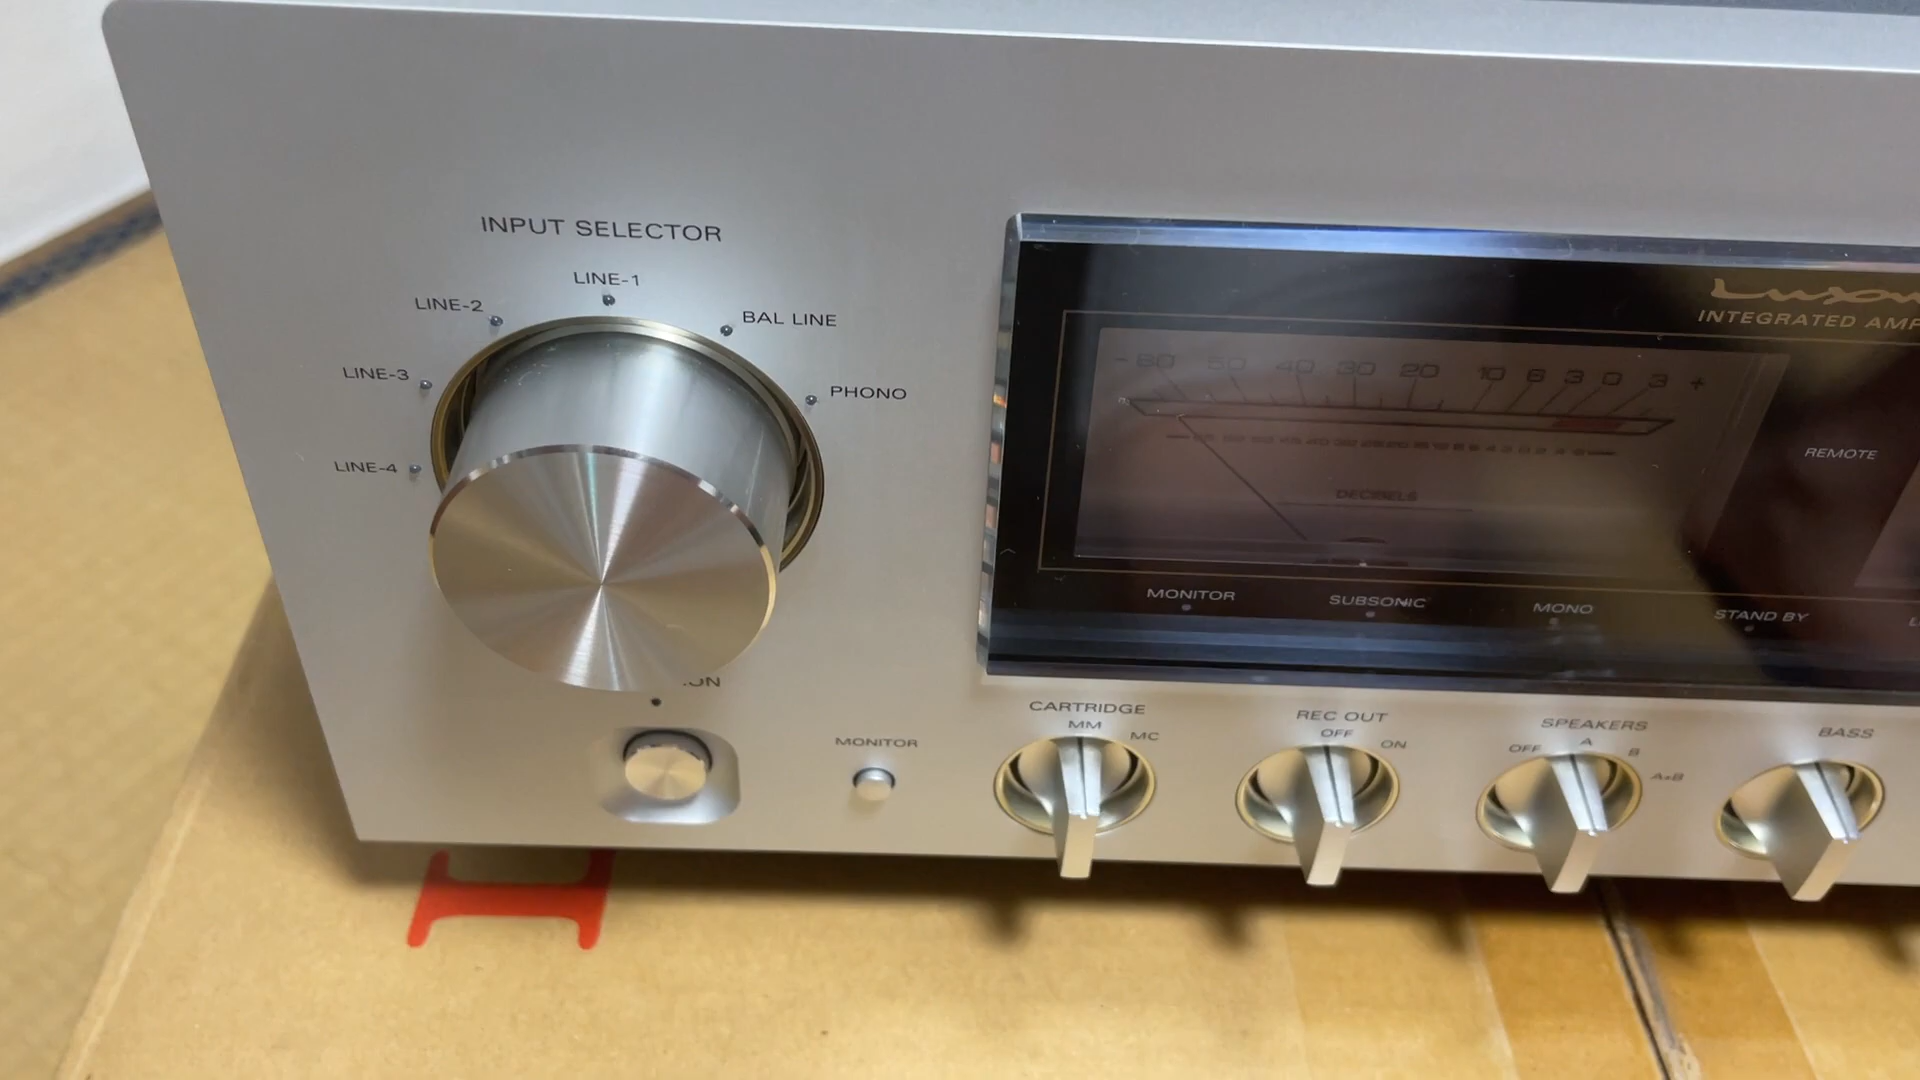 INPUT SELECTOR
LINE-1
LINE-2
BAL LINE
LINE-3
PHONO
LINE-4
INTEGRATED
- 60 50 40 30 20 10 6 3 0 3 +
DECIBELS
REMOTE
MONITOR
SUBSONIC
MONO
STAND BY
MONITOR
CARTRIDGE
MM
MC
REC OUT
OFF
ON
SPEAKERS
OFF
A
B
A+B
BASS